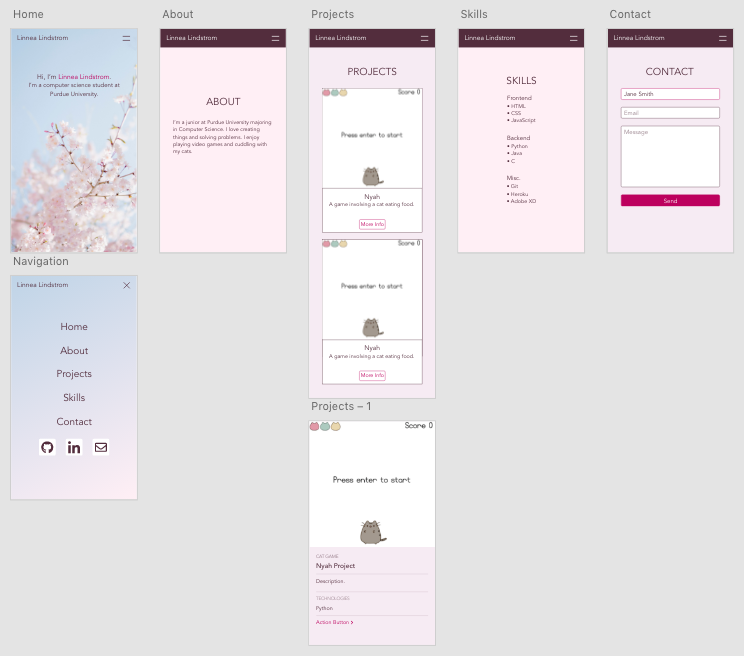 Home
Linnea Lindstrom
Hi, I'm Linnea Lindstrom.
I'm a computer science student at
Purdue University.
About
Linnea Lindstrom
ABOUT
I'm a junior at Purdue University majoring
in Computer Science. I love creating
things and solving problems. I enjoy
playing video games and cuddling with
my cats.
Projects
Linnea Lindstrom
PROJECTS
Score 0
Press enter to start
Nyah
A game involving a cat eating food.
More Info
Score 0
Press enter to start
Nyah
A game involving a cat eating food.
More Info
Skills
Linnea Lindstrom
SKILLS
Frontend
• HTML
• CSS
• JavaScript
Backend
• Python
• Java
• C
Misc.
• Git
• Heroku
• Adobe XD
Contact
Linnea Lindstrom
CONTACT
Jane Smith
Email
Message
Send
Navigation
Linnea Lindstrom
Home
About
Projects
Skills
Contact
in
Projects – 1
Score 0
Press enter to start
CAT GAME
Nyah Project
Description.
TECHNOLOGIES
Python
Action Button >